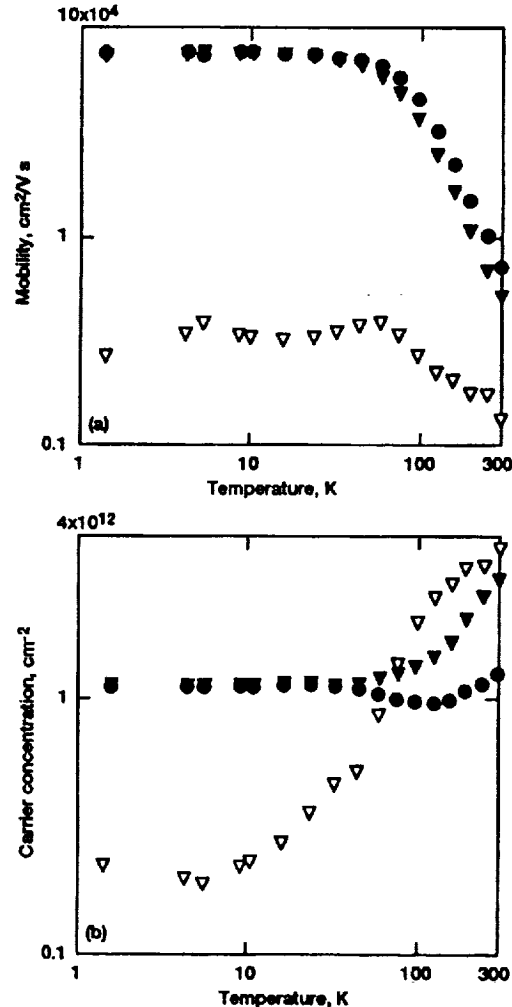 10x10⁴
Mobility, cm²/V s
1
0.1
(a)
1
10
100
300
Temperature, K
4x10¹²
Carrier concentration, cm⁻²
1
0.1
(b)
1
10
100
300
Temperature, K